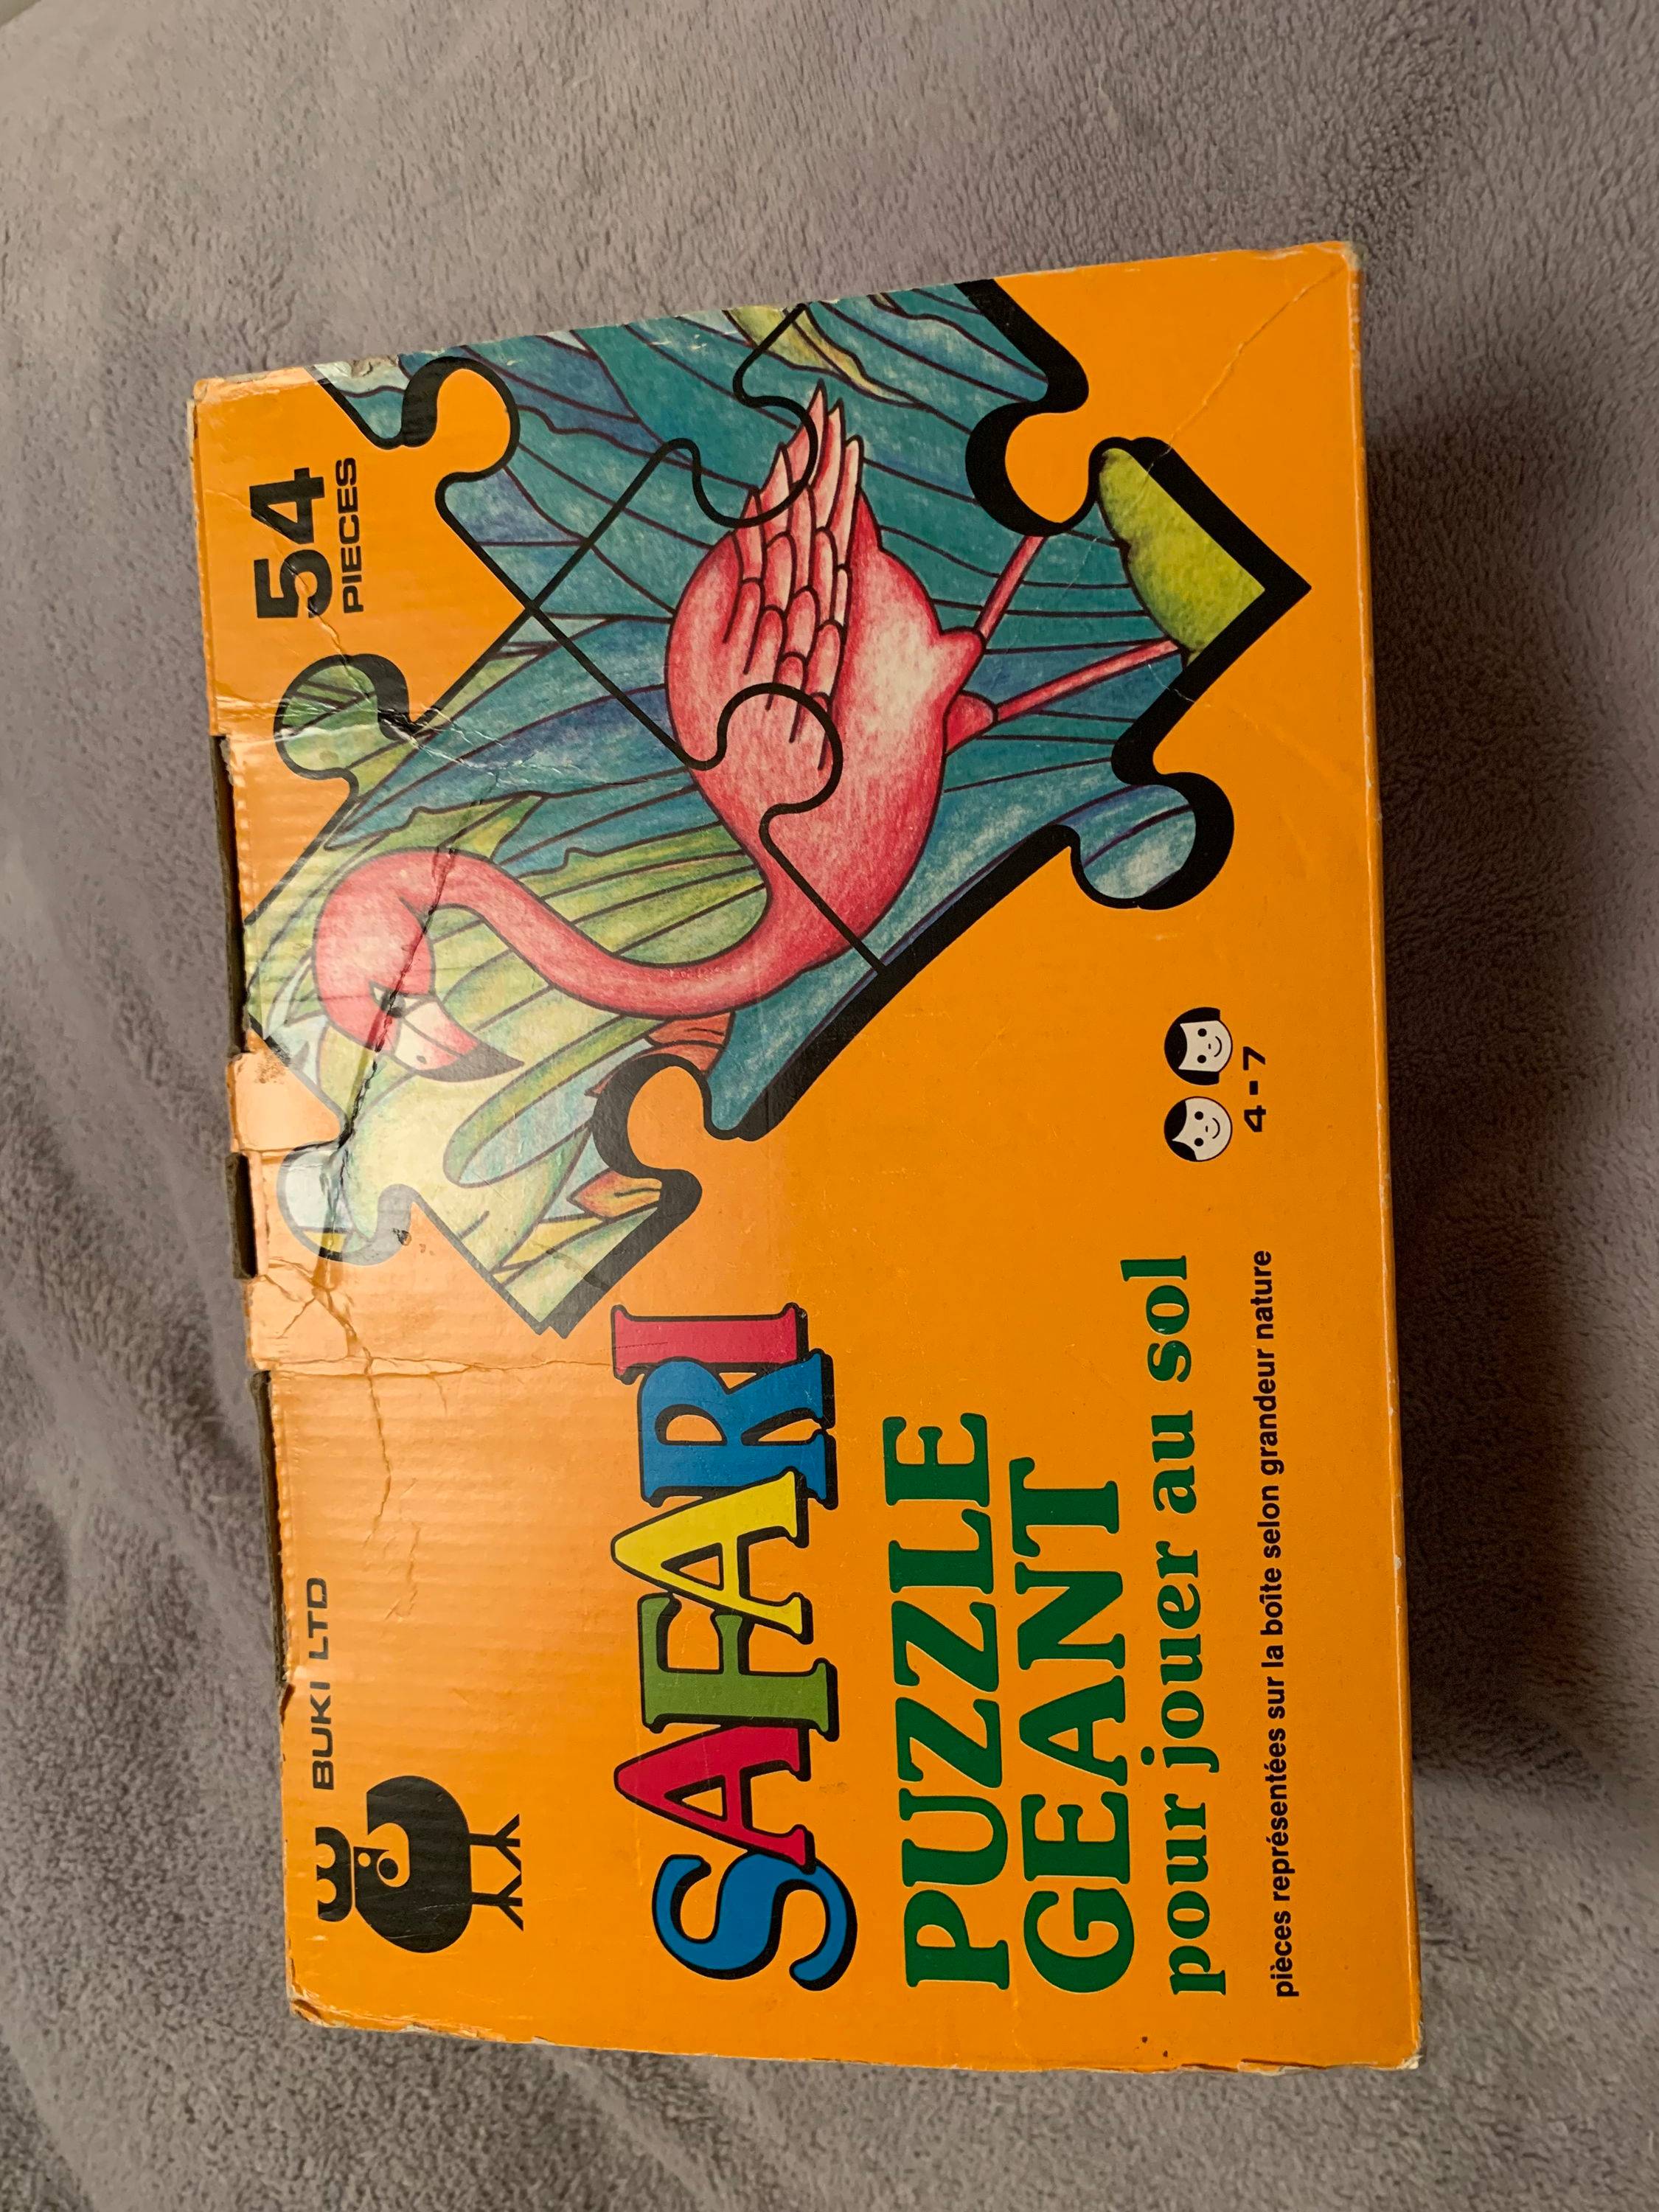 BUKI LTD
54
PIECES
SAFARI
PUZZLE
GEANT
pour jouer au sol
pièces représentées sur la boîte selon grandeur nature
4-7